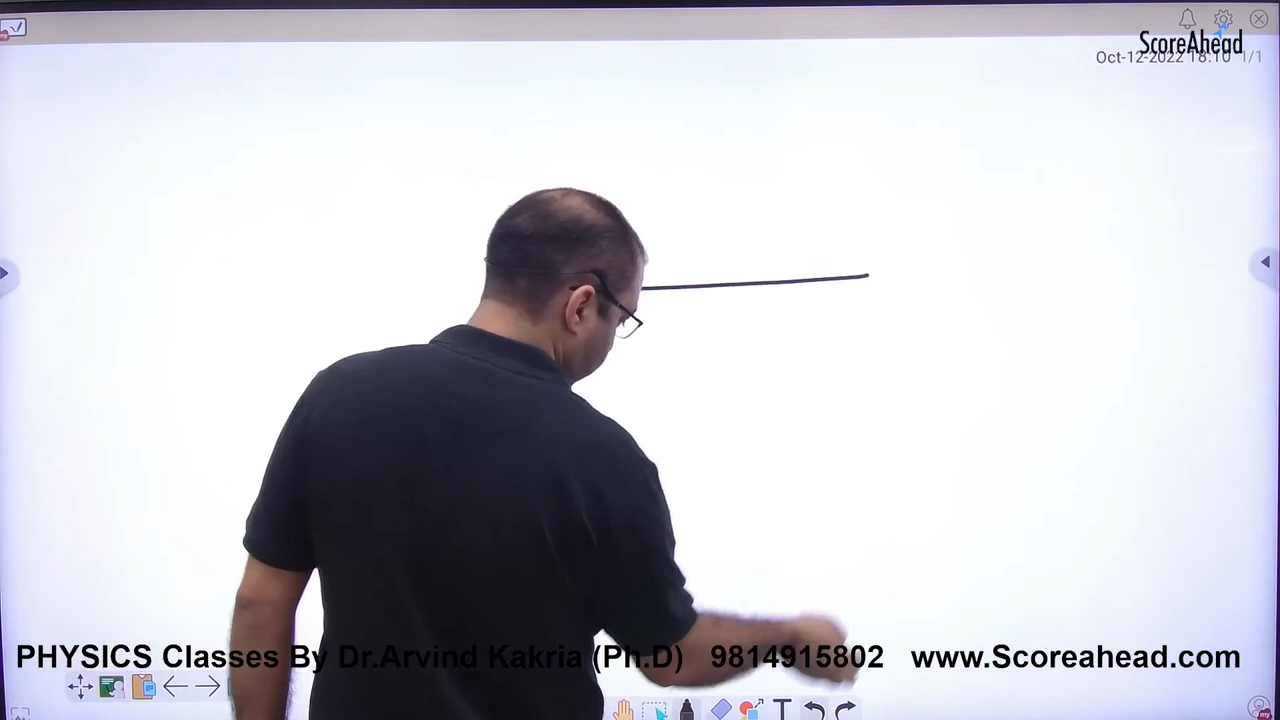 ScoreAhead
Oct-12-2022 18:10 1/1
PHYSICS Classes By Dr.Arvind Kakria (Ph.D) 9814915802 www.Scoreahead.com
T